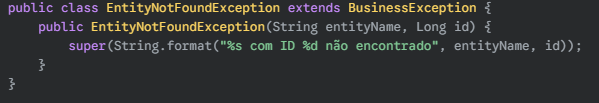 public class EntityNotFoundException extends BusinessException {
    public EntityNotFoundException(String entityName, Long id) {
        super(String.format("%s com ID %d não encontrado", entityName, id));
    }
}